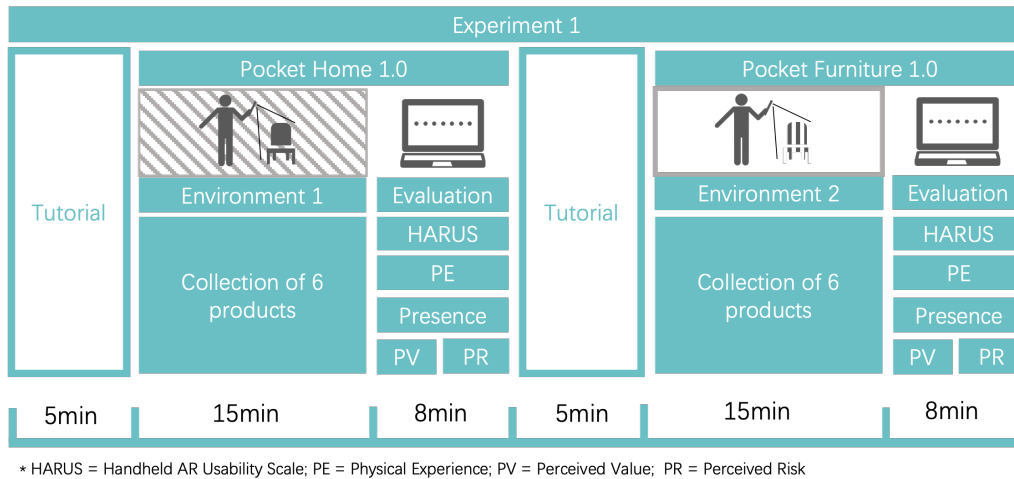 Experiment 1
Tutorial
Pocket Home 1.0
Environment 1
Collection of 6
products
Evaluation
HARUS
PE
Presence
PV
PR
Tutorial
Pocket Furniture 1.0
Environment 2
Collection of 6
products
Evaluation
HARUS
PE
Presence
PV
PR
5min
15min
8min
5min
15min
8min
* HARUS = Handheld AR Usability Scale; PE = Physical Experience; PV = Perceived Value; PR = Perceived Risk